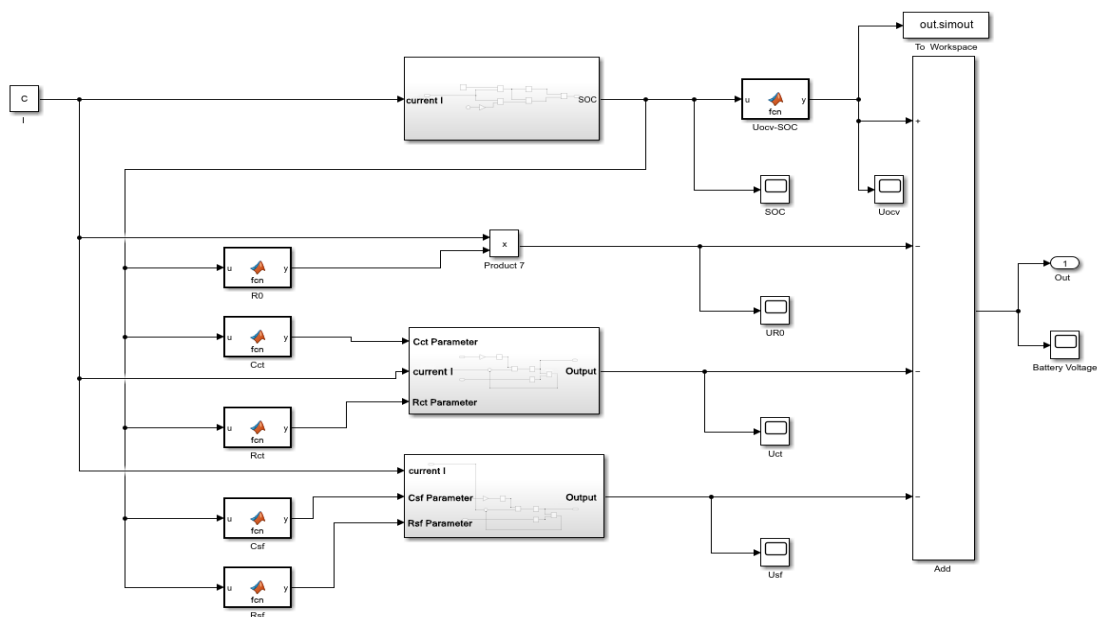 out.simout
To Workspace
C
I
current I
SOC
u
fcn
y
Uocv-SOC
+
SOC
Uocv
x
Product 7
−
u
fcn
y
R0
UR0
1
Out
u
fcn
y
Cct
Cct Parameter
current I
Rct Parameter
Output
−
Battery Voltage
u
fcn
y
Rct
Uct
current I
Csf Parameter
Rsf Parameter
Output
−
u
fcn
y
Csf
Usf
Add
u
fcn
y
Rsf